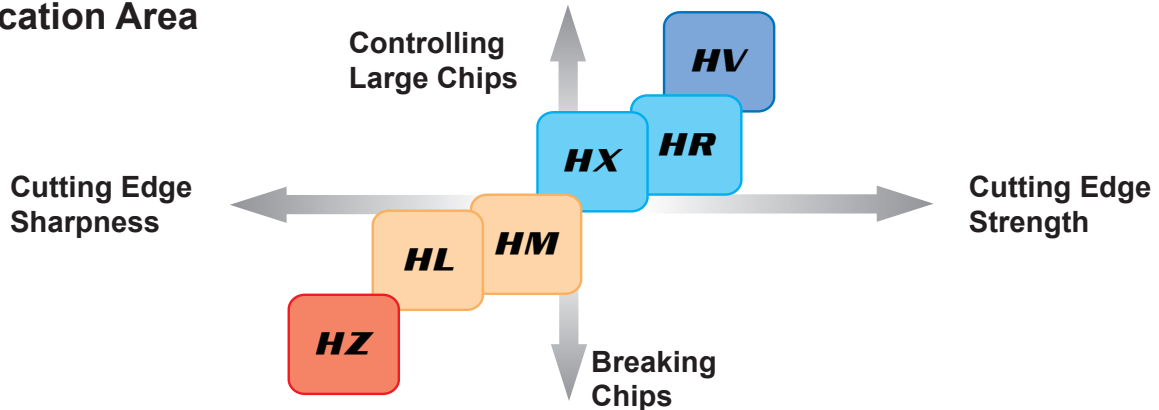 cation Area
Controlling
Large Chips
HV
HR
HX
Cutting Edge
Sharpness
Cutting Edge
Strength
HM
HL
HZ
Breaking
Chips